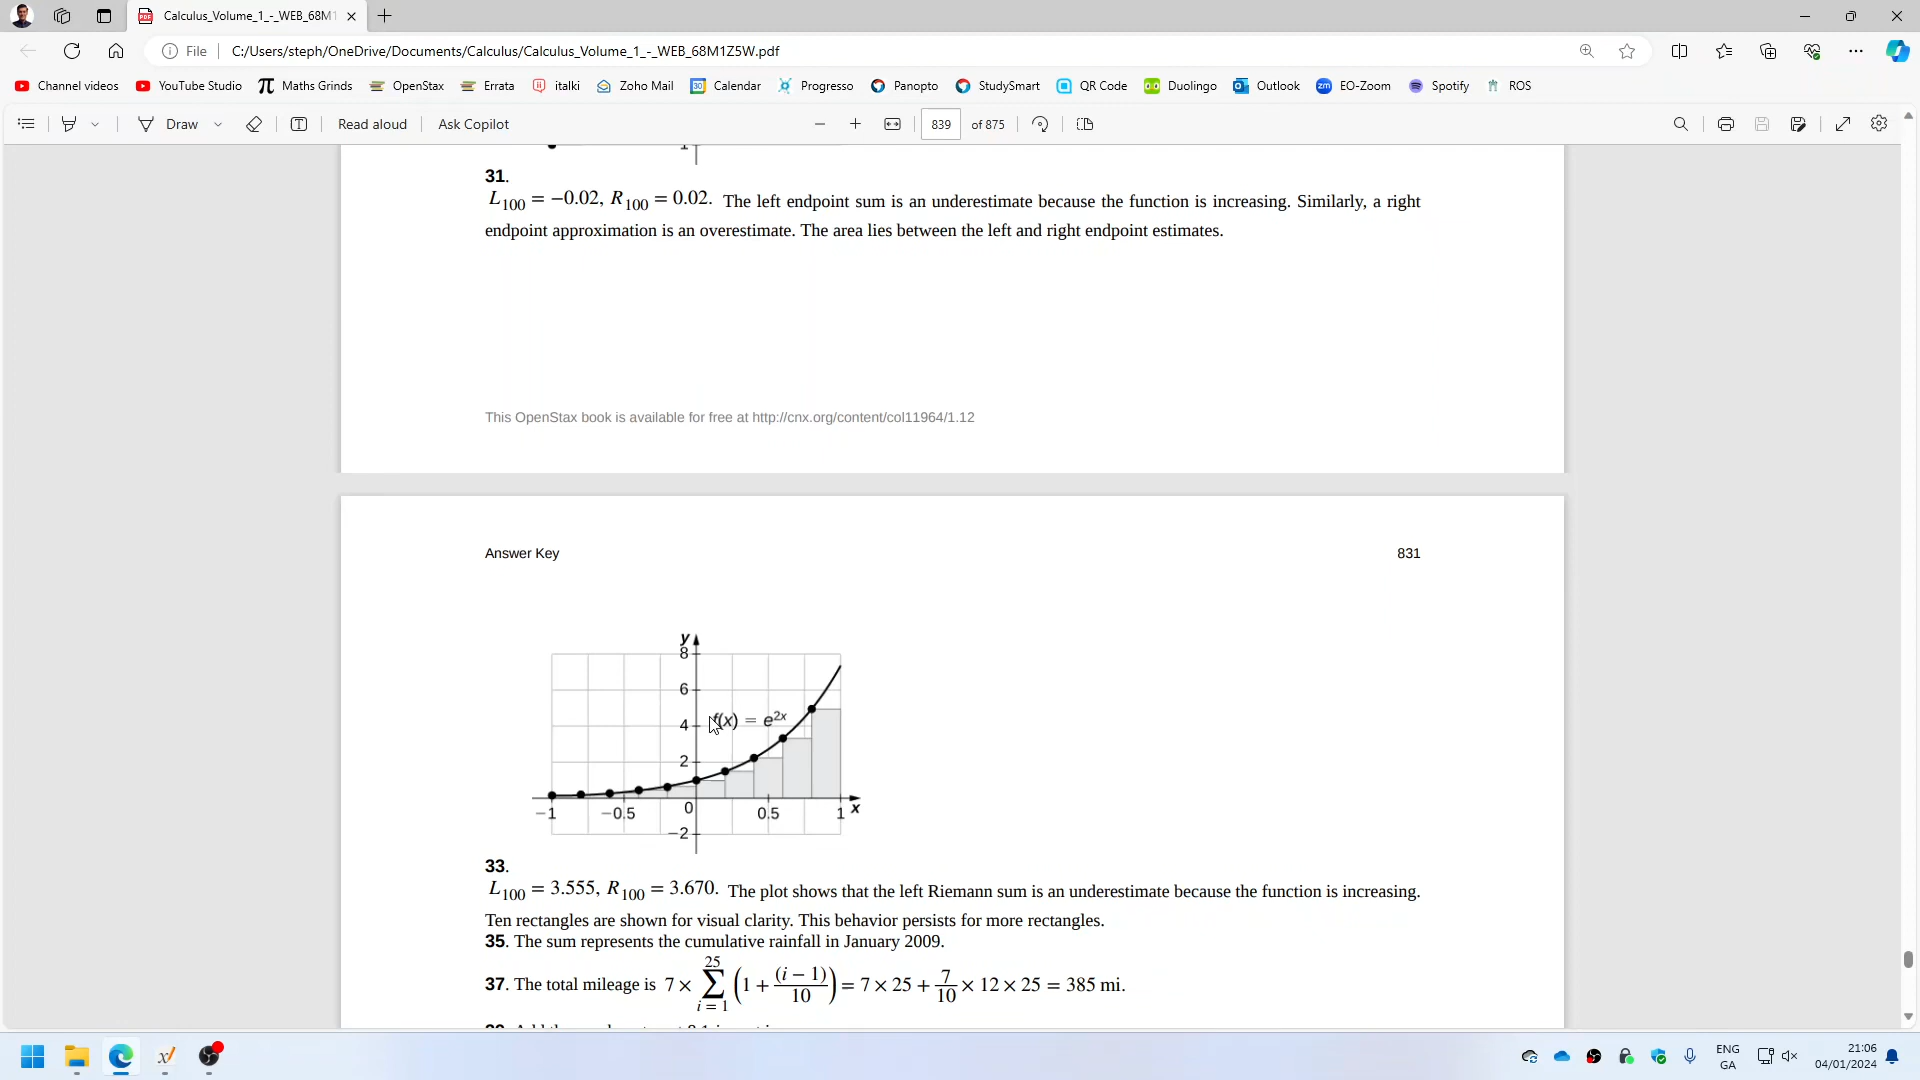 Calculus_Volume_1_-_WEB_68M1
File C:/Users/steph/OneDrive/Documents/Calculus/Calculus_Volume_1_-_WEB_68M1Z5W.pdf
Channel videos YouTube Studio Maths Grinds OpenStax Errata italki Zoho Mail Calendar Progresso Panopto StudySmart QR Code Duolingo Outlook EO-Zoom Spotify ROS
Draw Read aloud Ask Copilot 839 of 875
31.
L100 = −0.02, R100 = 0.02. The left endpoint sum is an underestimate because the function is increasing. Similarly, a right
endpoint approximation is an overestimate. The area lies between the left and right endpoint estimates.
This OpenStax book is available for free at http://cnx.org/content/col11964/1.12
Answer Key 831
y
8
6
4 f(x) = e^2x
2
0
−1 −0.5 0.5 1 x
−2
33.
L100 = 3.555, R100 = 3.670. The plot shows that the left Riemann sum is an underestimate because the function is increasing.
Ten rectangles are shown for visual clarity. This behavior persists for more rectangles.
35. The sum represents the cumulative rainfall in January 2009.
37. The total mileage is 7 × ∑_{i = 1}^{25} (1 + (i − 1)/10) = 7 × 25 + 7/10 × 12 × 25 = 385 mi.
ENG
GA
21:06
04/01/2024